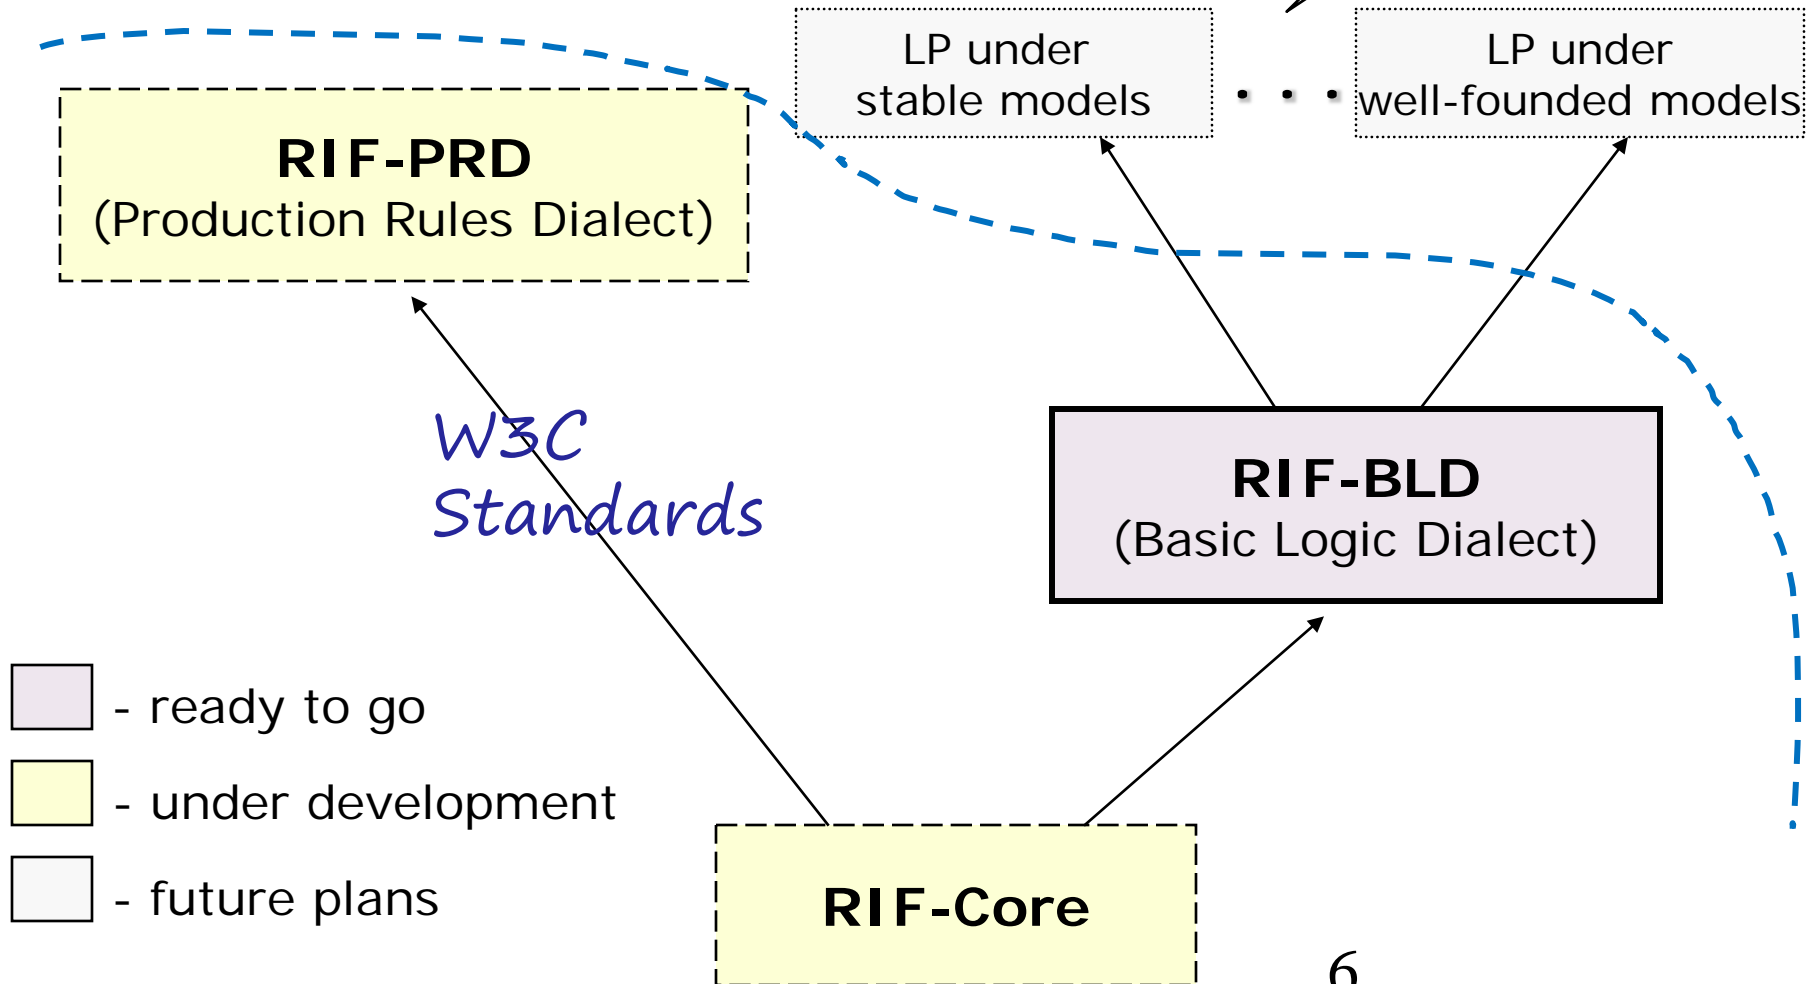 LP under
stable models
. . .
LP under
well-founded models
RIF-PRD
(Production Rules Dialect)
W3C
Standards
RIF-BLD
(Basic Logic Dialect)
- ready to go
- under development
- future plans
RIF-Core
6